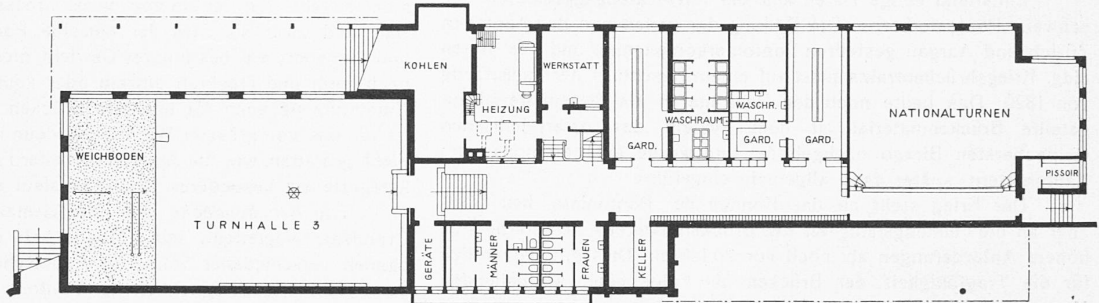 KOHLEN
HEIZUNG
WERKSTATT
WEICHBODEN
TURNHALLE 3
GERÄTE
MÄNNER
FRAUEN
KELLER
GARD.
WASCHRAUM
WASCHR.
GARD.
GARD.
NATIONALTURNEN
PISSOIR